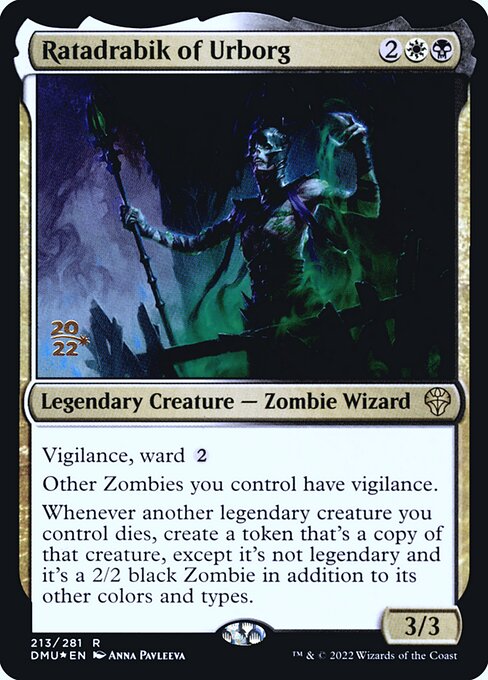 Ratadrabik of Urborg 2
20
22*
Legendary Creature — Zombie Wizard
Vigilance, ward 2
Other Zombies you control have vigilance.
Whenever another legendary creature you
control dies, create a token that's a copy of
that creature, except it's not legendary and
it's a 2/2 black Zombie in addition to its
other colors and types.
3/3
213/281 R
DMU★EN Anna Pavleeva
™ & © 2022 Wizards of the Coast